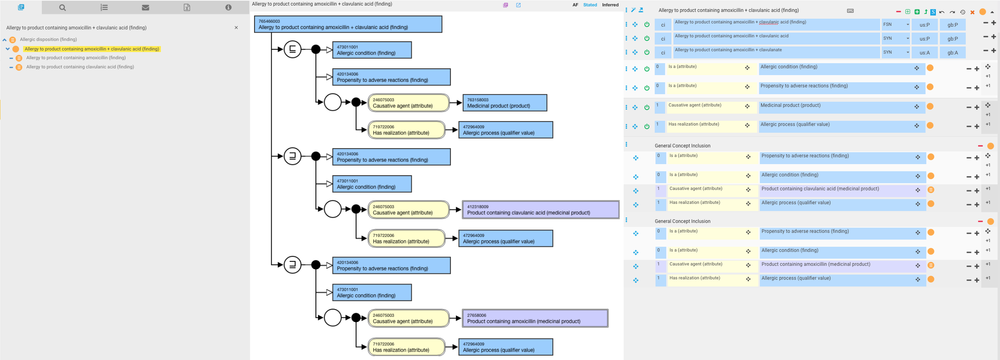 Allergy to product containing amoxicillin + clavulanic acid (finding)
Allergic disposition (finding)
Allergy to product containing amoxicillin + clavulanic acid (finding)
Allergy to product containing amoxicillin (finding)
Allergy to product containing clavulanic acid (finding)
Allergy to product containing amoxicillin + clavulanic acid (finding)
AF Stated Inferred
765466003
Allergy to product containing amoxicillin + clavulanic acid (finding)
473011001
Allergic condition (finding)
420134006
Propensity to adverse reactions (finding)
246075003
Causative agent (attribute)
763158003
Medicinal product (product)
719722006
Has realization (attribute)
472964009
Allergic process (qualifier value)
420134006
Propensity to adverse reactions (finding)
473011001
Allergic condition (finding)
246075003
Causative agent (attribute)
412318009
Product containing clavulanic acid (medicinal product)
719722006
Has realization (attribute)
472964009
Allergic process (qualifier value)
420134006
Propensity to adverse reactions (finding)
473011001
Allergic condition (finding)
246075003
Causative agent (attribute)
27658006
Product containing amoxicillin (medicinal product)
719722006
Has realization (attribute)
472964009
Allergic process (qualifier value)
Allergy to product containing amoxicillin + clavulanic acid (finding) S
ci Allergy to product containing amoxicillin + clavulanic acid (finding) FSN us:P gb:P
ci Allergy to product containing amoxicillin + clavulanic acid SYN us:P gb:P
ci Allergy to product containing amoxicillin + clavulanate SYN us:A gb:A
0 Is a (attribute) Allergic condition (finding)
+1
0 Is a (attribute) Propensity to adverse reactions (finding) +1
1 Causative agent (attribute) Medicinal product (product)
+1
1 Has realization (attribute) Allergic process (qualifier value) +1
General Concept Inclusion
0 Is a (attribute) Propensity to adverse reactions (finding)
+1
0 Is a (attribute) Allergic condition (finding) +1
1 Causative agent (attribute) Product containing clavulanic acid (medicinal product) +1
1 Has realization (attribute) Allergic process (qualifier value) +1
General Concept Inclusion
0 Is a (attribute) Propensity to adverse reactions (finding)
+1
0 Is a (attribute) Allergic condition (finding) +1
1 Causative agent (attribute) Product containing amoxicillin (medicinal product) +1
1 Has realization (attribute) Allergic process (qualifier value) +1